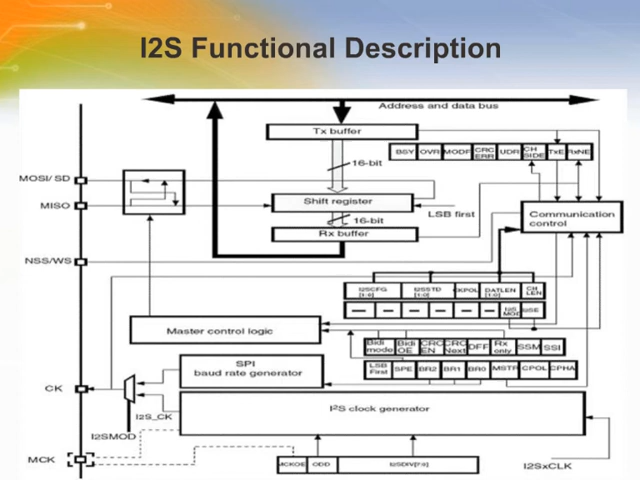 I2S Functional Description
Address and data bus
Tx buffer
BSY OVR MODF CRC ERR UDR CH SIDE TxE RxNE
16-bit
MOSI/ SD
MISO
Shift register
LSB first
16-bit
Rx buffer
Communication control
NSS/WS
I2SCFG [1:0] I2SSTD [1:0] CKPOL DATLEN [1:0] CH LEN
I2S MOD I2SE
Master control logic
Bidi mode Bidi OE CRC EN CRC Next DFF Rx only SSM SSI
SPI
baud rate generator
LSB First SPE BR2 BR1 BR0 MSTR CPOL CPHA
CK
I2S_CK
I²S clock generator
I2SMOD
MCK
MCKOE ODD I2SDIV[7:0]
I2SxCLK